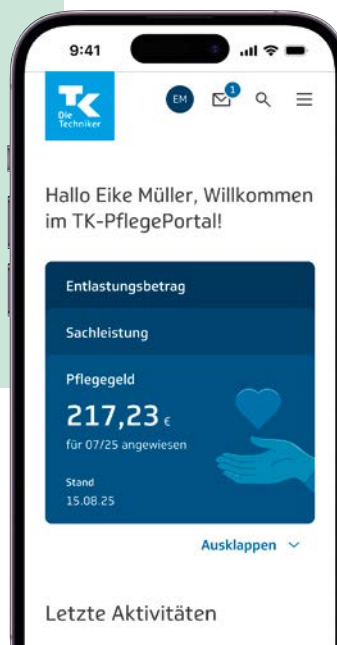 9:41
TK
Die
Techniker
EM
1
Hallo Eike Müller, Willkommen
im TK-PflegePortal!
Entlastungsbetrag
Sachleistung
Pflegegeld
217,23 €
für 07/25 angewiesen
Stand
15.08.25
Ausklappen
Letzte Aktivitäten